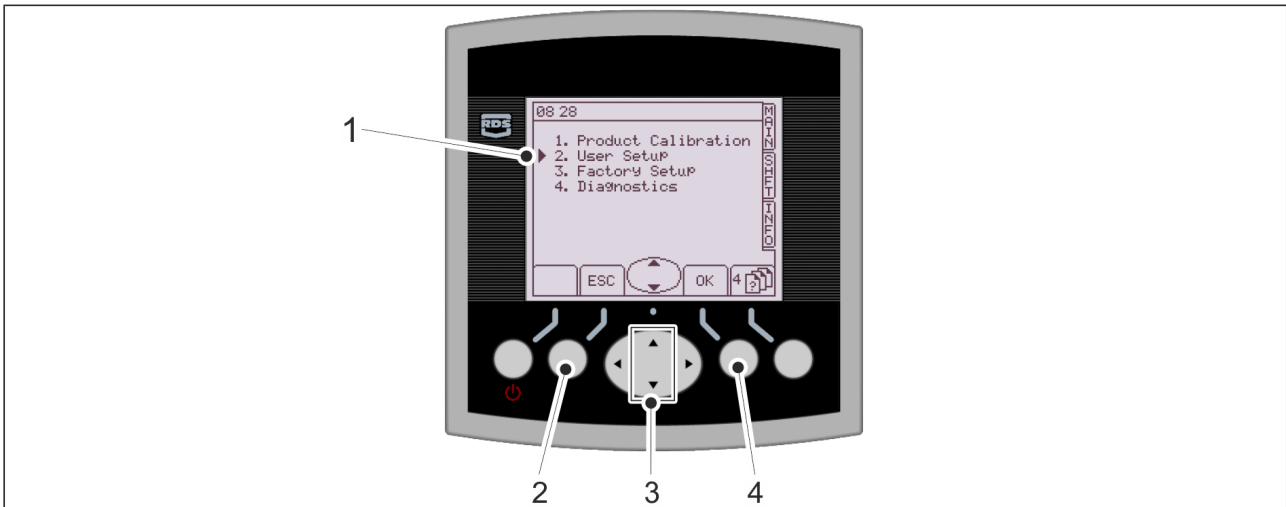 08 28
1. Product Calibration
2. User Setup
3. Factory Setup
4. Diagnostics
MAIN
SHFT
INFO
ESC
OK
4
?
RDS
1
2
3
4